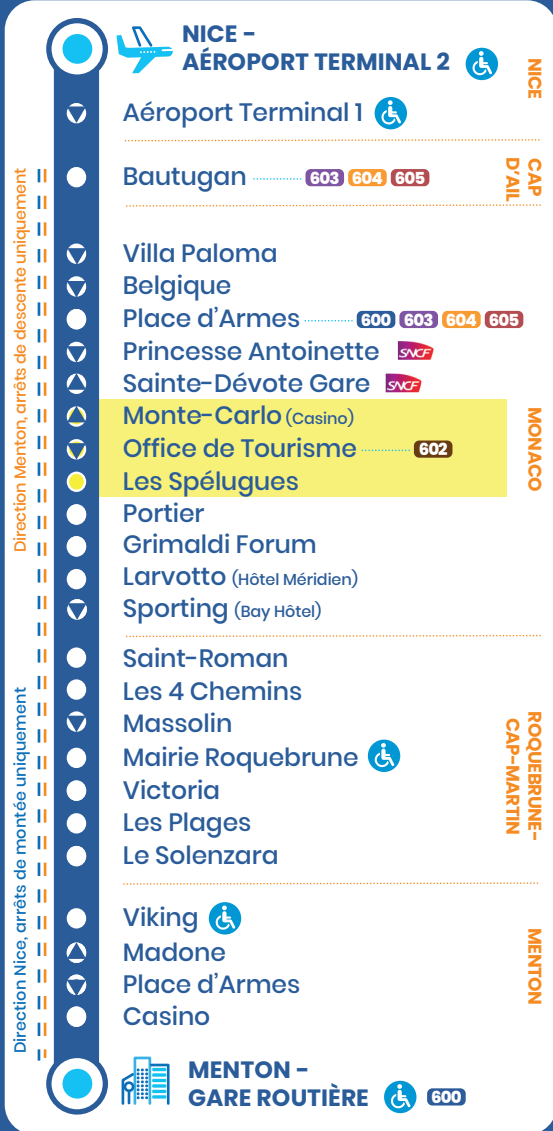 NICE -
AÉROPORT TERMINAL 2
NICE
Aéroport Terminal 1
Bautugan 603 604 605
CAP
D'AIL
Villa Paloma
Belgique
Place d'Armes 600 603 604 605
Princesse Antoinette SNCF
Sainte-Dévote Gare SNCF
Monte-Carlo (Casino)
Office de Tourisme 602
Les Spélugues
Portier
Grimaldi Forum
Larvotto (Hôtel Méridien)
Sporting (Bay Hôtel)
MONACO
Saint-Roman
Les 4 Chemins
Massolin
Mairie Roquebrune
Victoria
Les Plages
Le Solenzara
ROQUEBRUNE-
CAP-MARTIN
Viking
Madone
Place d'Armes
Casino
MENTON
MENTON -
GARE ROUTIÈRE 600
Direction Menton, arrêts de descente uniquement
Direction Nice, arrêts de montée uniquement